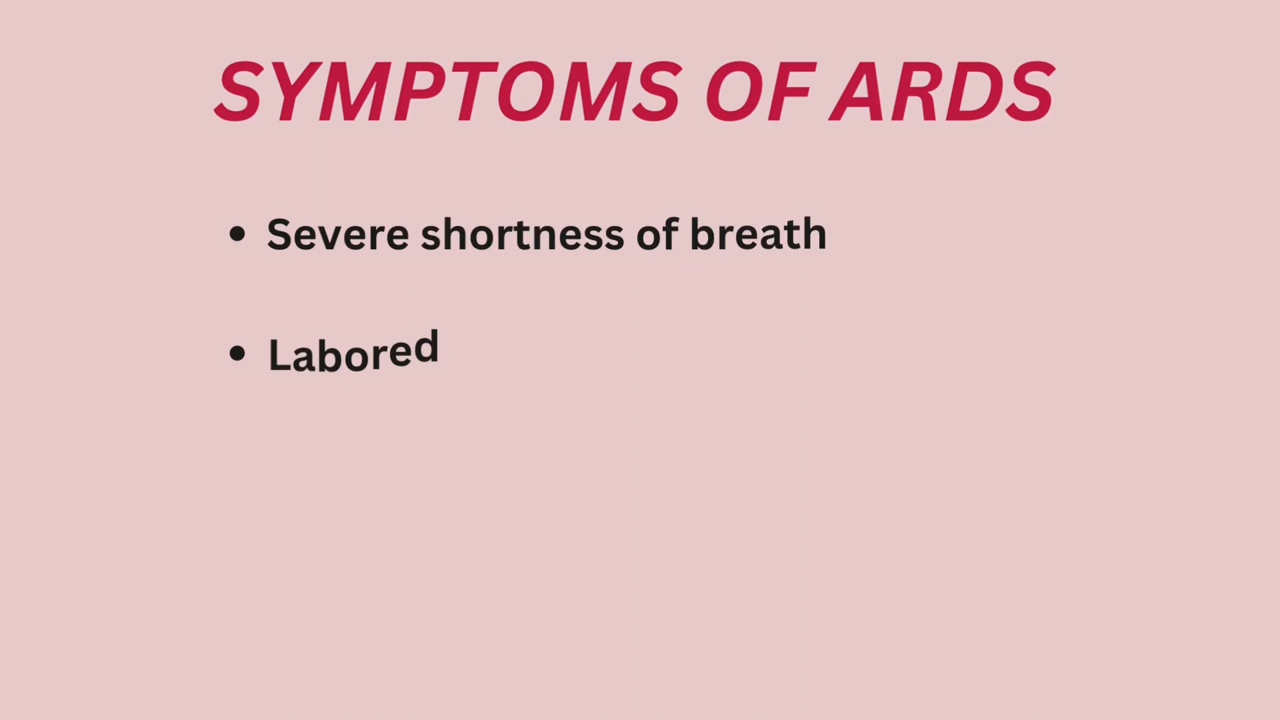 SYMPTOMS OF ARDS
• Severe shortness of breath
• Labored